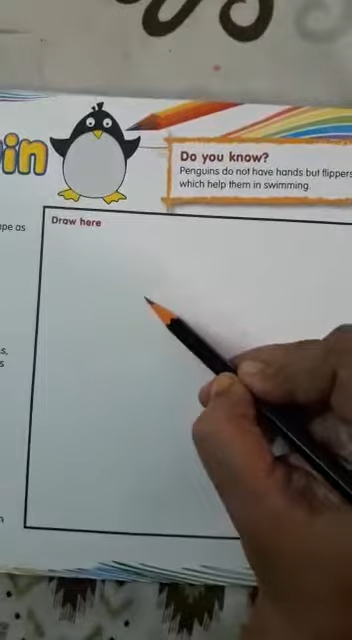 in
Do you know?
Penguins do not have hands but flippers
which help them in swimming.
Draw here
ape as
s,
s
n